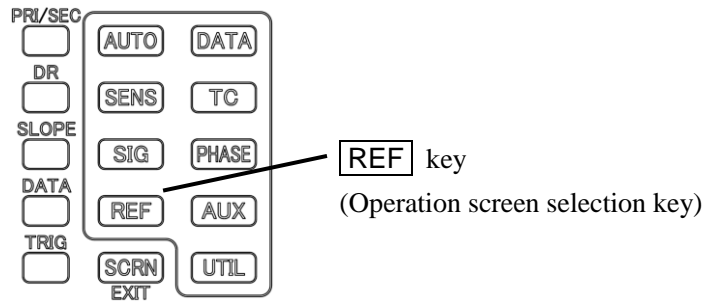 PRI/SEC
AUTO DATA
DR
SENS TC
SLOPE
SIG PHASE
REF key
DATA
(Operation screen selection key)
REF AUX
TRIG
SCRN UTIL
EXIT